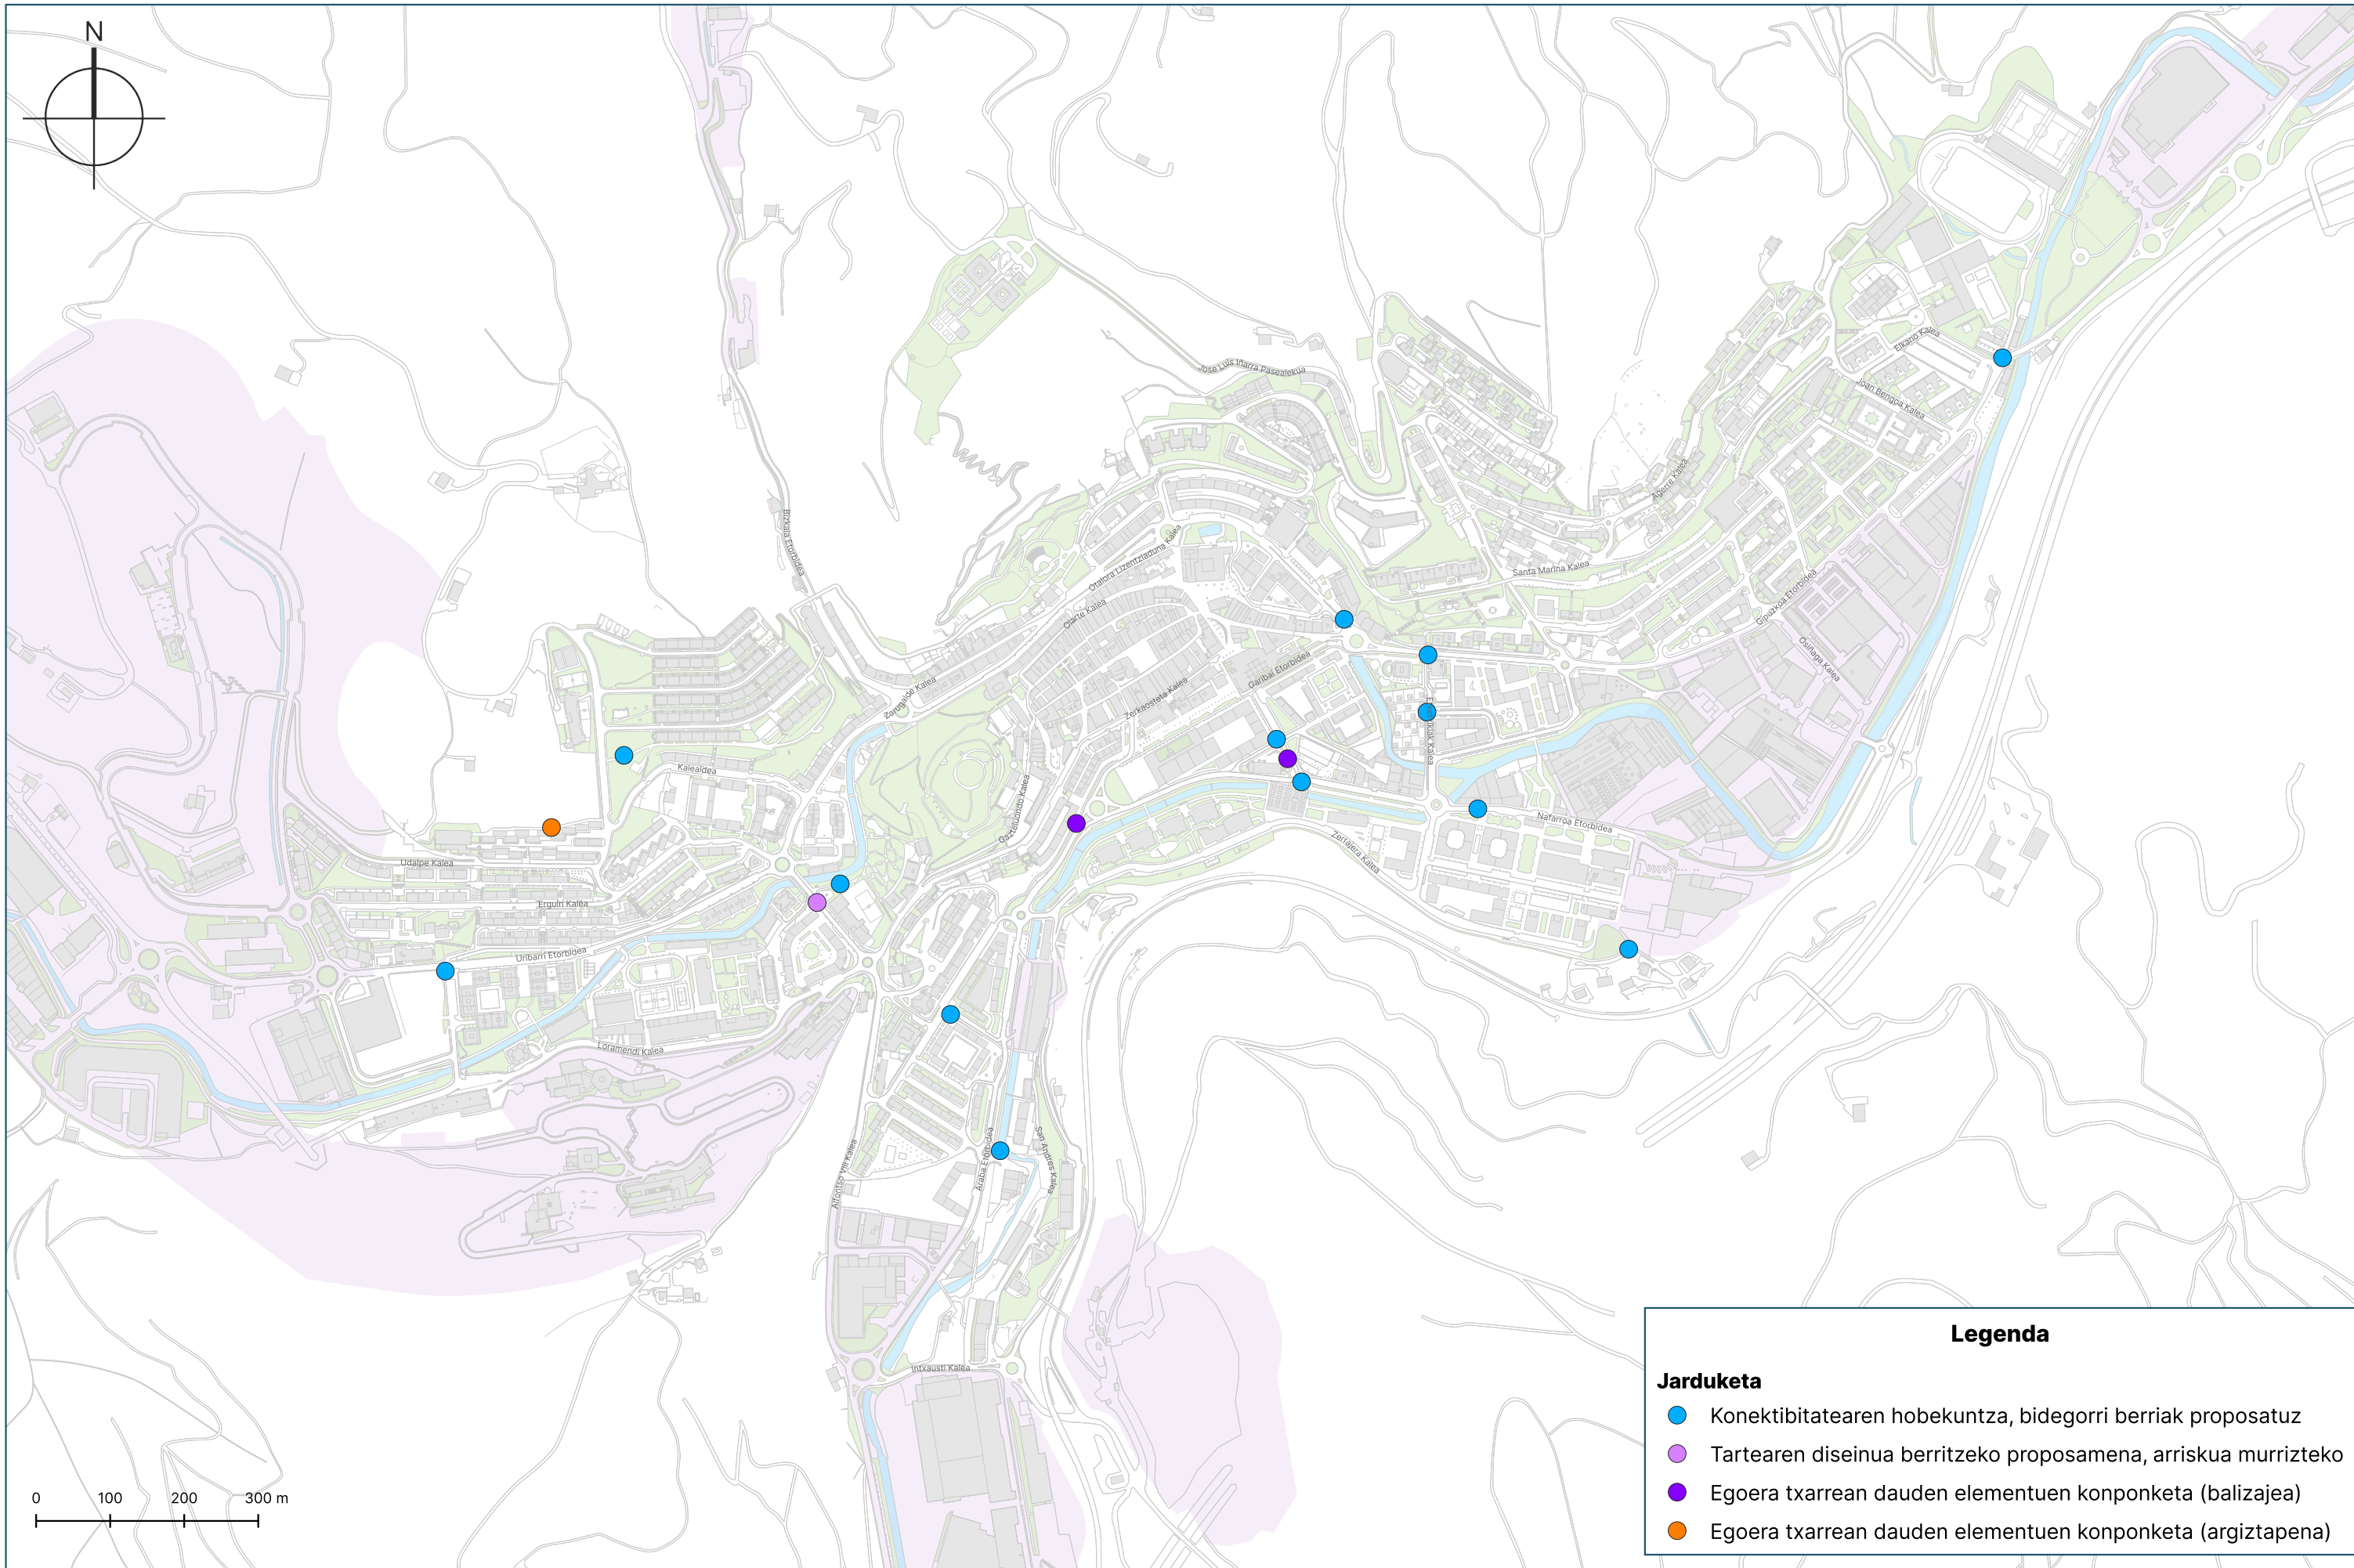 N
Jose Luis Iñarra Pasealekua
Elkano Kalea
Joan Bengoa Kalea
Agerre Kalea
Bizkaia Etorbidea
Otalora Lizentziaduna Kalea
Santa Marina Kalea
Olarte Kalea
Gipuzkoa Etorbidea
Osiñaga Kalea
Garibai Etorbidea
Zerkaosteta Kalea
Zarugalde Kalea
Kalealdea
Gazteluondo Kalea
Nafarroa Etorbidea
Zerrajera Kalea
Udalpe Kalea
Erguin Kalea
Uribarri Etorbidea
Loramendi Kalea
Araba Etorbidea
San Andres Kalea
Alfontso VIII Kalea
Intxausti Kalea
Legenda
Jarduketa
Konektibitatearen hobekuntza, bidegorri berriak proposatuz
Tartearen diseinua berritzeko proposamena, arriskua murrizteko
Egoera txarrean dauden elementuen konponketa (balizajea)
Egoera txarrean dauden elementuen konponketa (argiztapena)
0 100 200 300 m